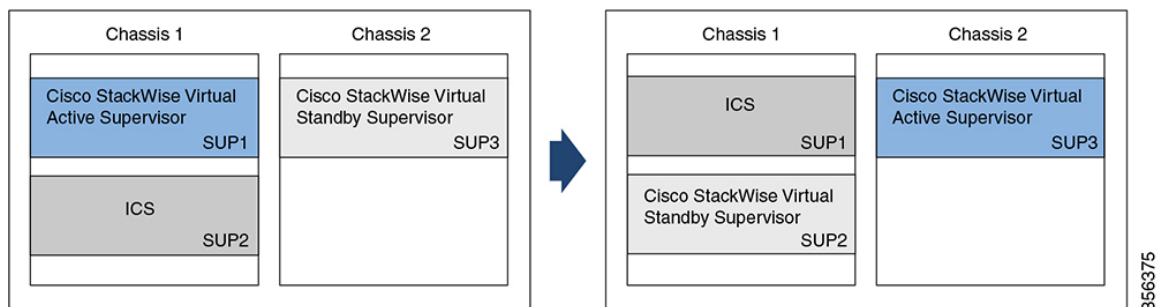 Chassis 1
Cisco StackWise Virtual
Active Supervisor
SUP1
ICS
SUP2
Chassis 2
Cisco StackWise Virtual
Standby Supervisor
SUP3
Chassis 1
ICS
SUP1
Cisco StackWise Virtual
Standby Supervisor
SUP2
Chassis 2
Cisco StackWise Virtual
Active Supervisor
SUP3
356375